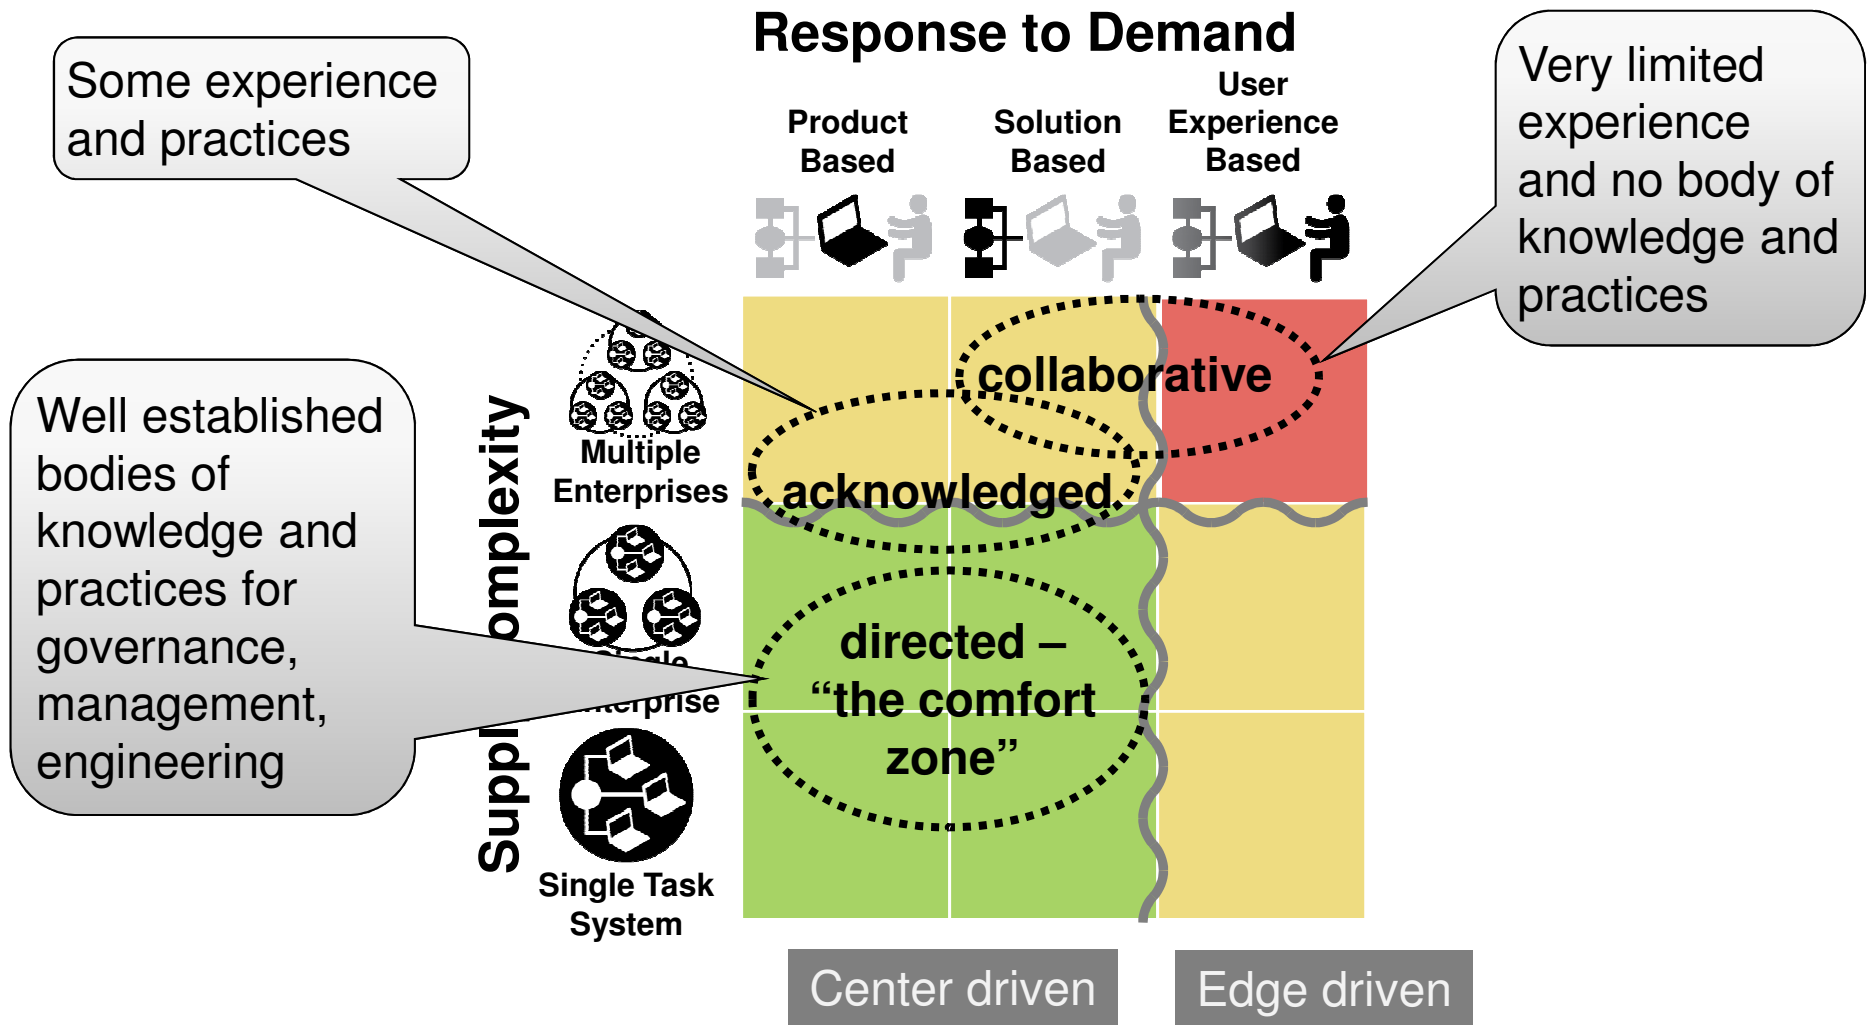 Response to Demand
Some experience
and practices
Very limited
experience
and no body of
knowledge and
practices
Product
Based
Solution
Based
User
Experience
Based
collaborative
Multiple
Enterprises
acknowledged
Well established
bodies of
knowledge and
practices for
governance,
management,
engineering
directed –
“the comfort
zone”
Single Task
System
Center driven
Edge driven